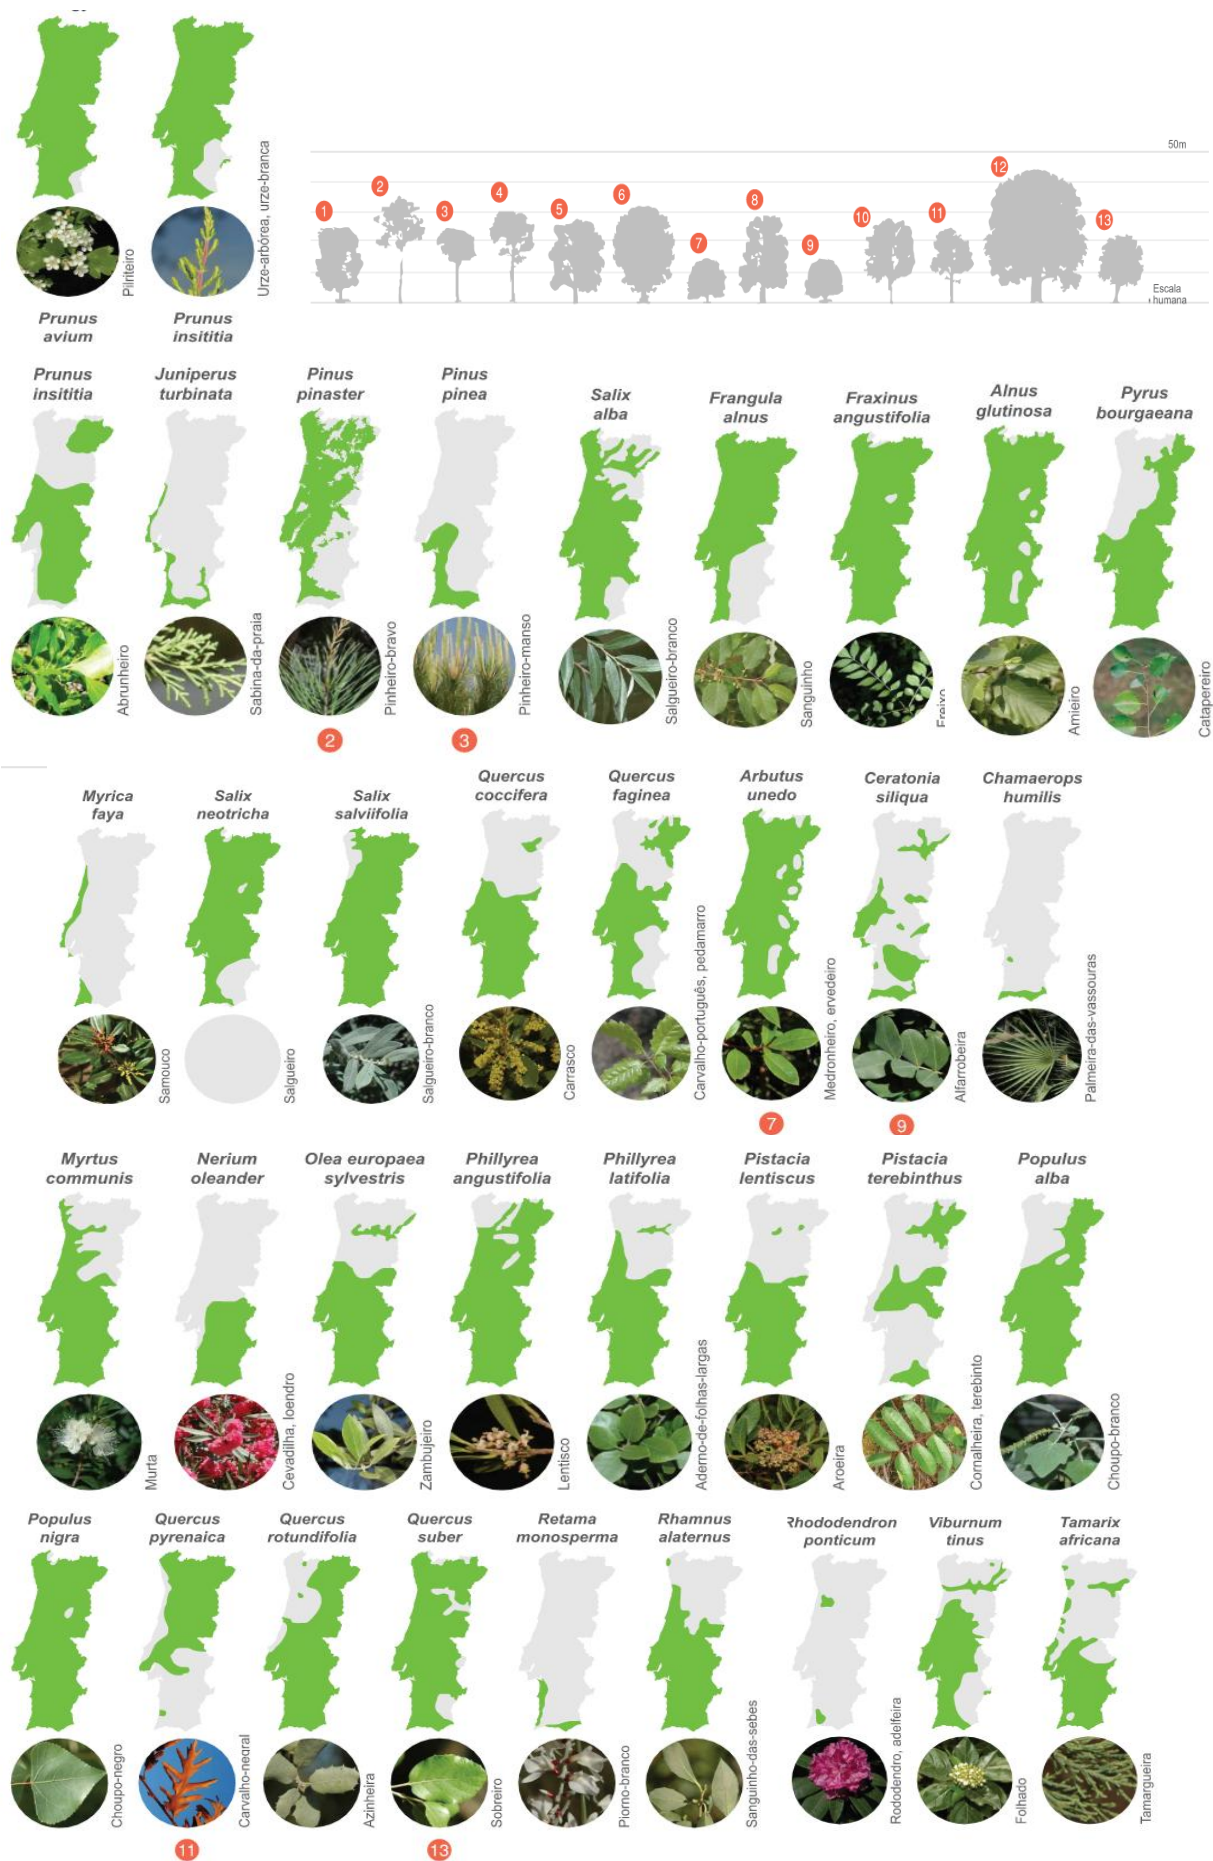 Pilriteiro
Urze-arbórea, urze-branca
50m
1
2
3
4
5
6
7
8
9
10
11
12
13
Escala
humana
Prunus
avium
Prunus
insititia
Prunus
insititia
Juniperus
turbinata
Pinus
pinaster
Pinus
pinea
Salix
alba
Frangula
alnus
Fraxinus
angustifolia
Alnus
glutinosa
Pyrus
bourgaeana
Abrunheiro
Sabina-da-praia
Pinheiro-bravo
Pinheiro-manso
Salgueiro-branco
Sanguinho
Freixo
Amieiro
Catapereiro
2
3
Myrica
faya
Salix
neotricha
Salix
salviifolia
Quercus
coccifera
Quercus
faginea
Arbutus
unedo
Ceratonia
siliqua
Chamaerops
humilis
Samouco
Salgueiro
Salgueiro-branco
Carrasco
Carvalho-português, pedamarro
Medronheiro, ervedeiro
Alfarrobeira
Palmeira-das-vassouras
7
9
Myrtus
communis
Nerium
oleander
Olea europaea
sylvestris
Phillyrea
angustifolia
Phillyrea
latifolia
Pistacia
lentiscus
Pistacia
terebinthus
Populus
alba
Murta
Cevadilha, loendro
Zambujeiro
Lentisco
Aderno-de-folhas-largas
Aroeira
Cornalheira, terebinto
Choupo-branco
Populus
nigra
Quercus
pyrenaica
Quercus
rotundifolia
Quercus
suber
Retama
monosperma
Rhamnus
alaternus
Rhododendron
ponticum
Viburnum
tinus
Tamarix
africana
Choupo-negro
Carvalho-negral
Azinheira
Sobreiro
Piorno-branco
Sanguinho-das-sebes
Rododendro, adelfeira
Folhado
Tamargueira
11
13